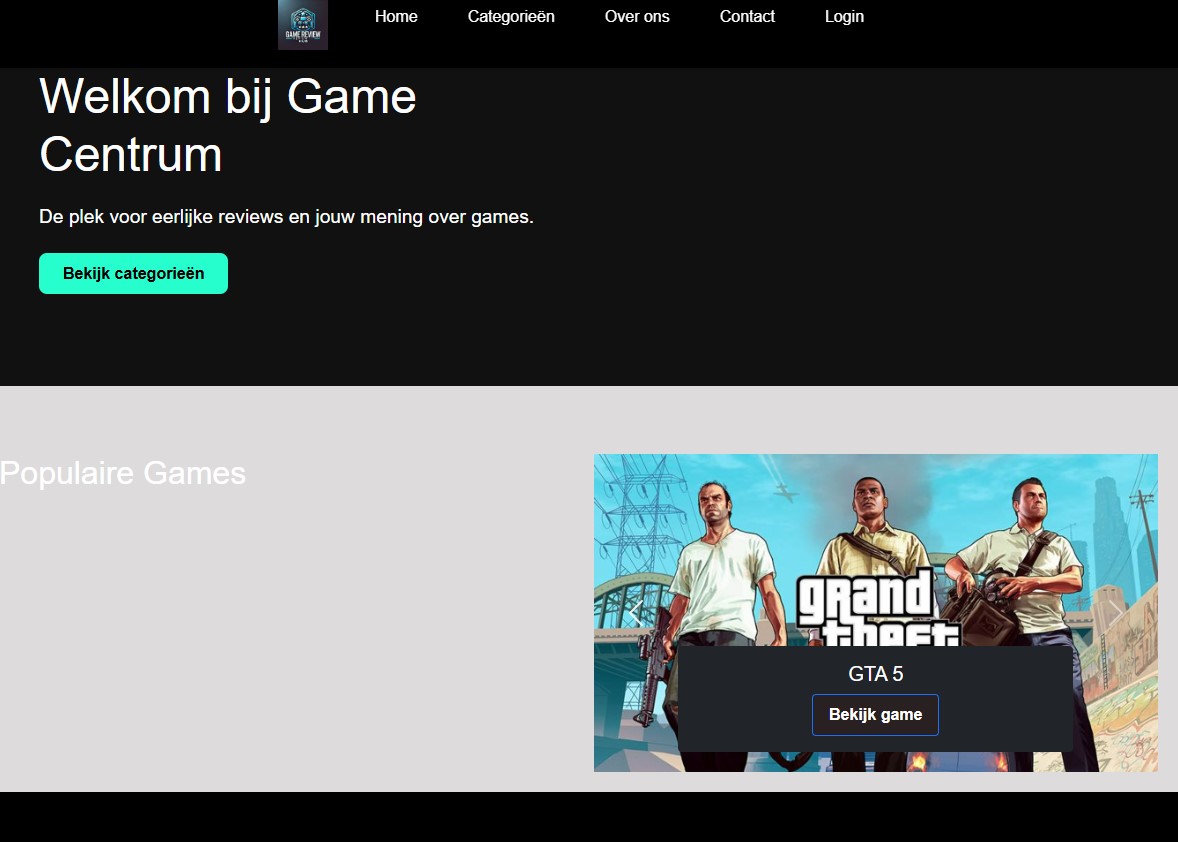 GAME REVIEW
Home
Categorieën
Over ons
Contact
Login
Welkom bij Game
Centrum
De plek voor eerlijke reviews en jouw mening over games.
Bekijk categorieën
Populaire Games
grand
theft
GTA 5
Bekijk game